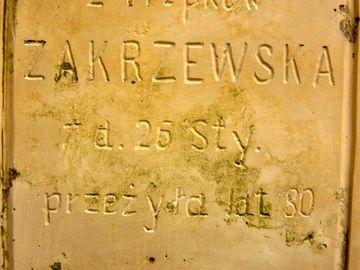 z
ZAKRZEWSKA
† d. 25 Sty.
przeżyła lat 80